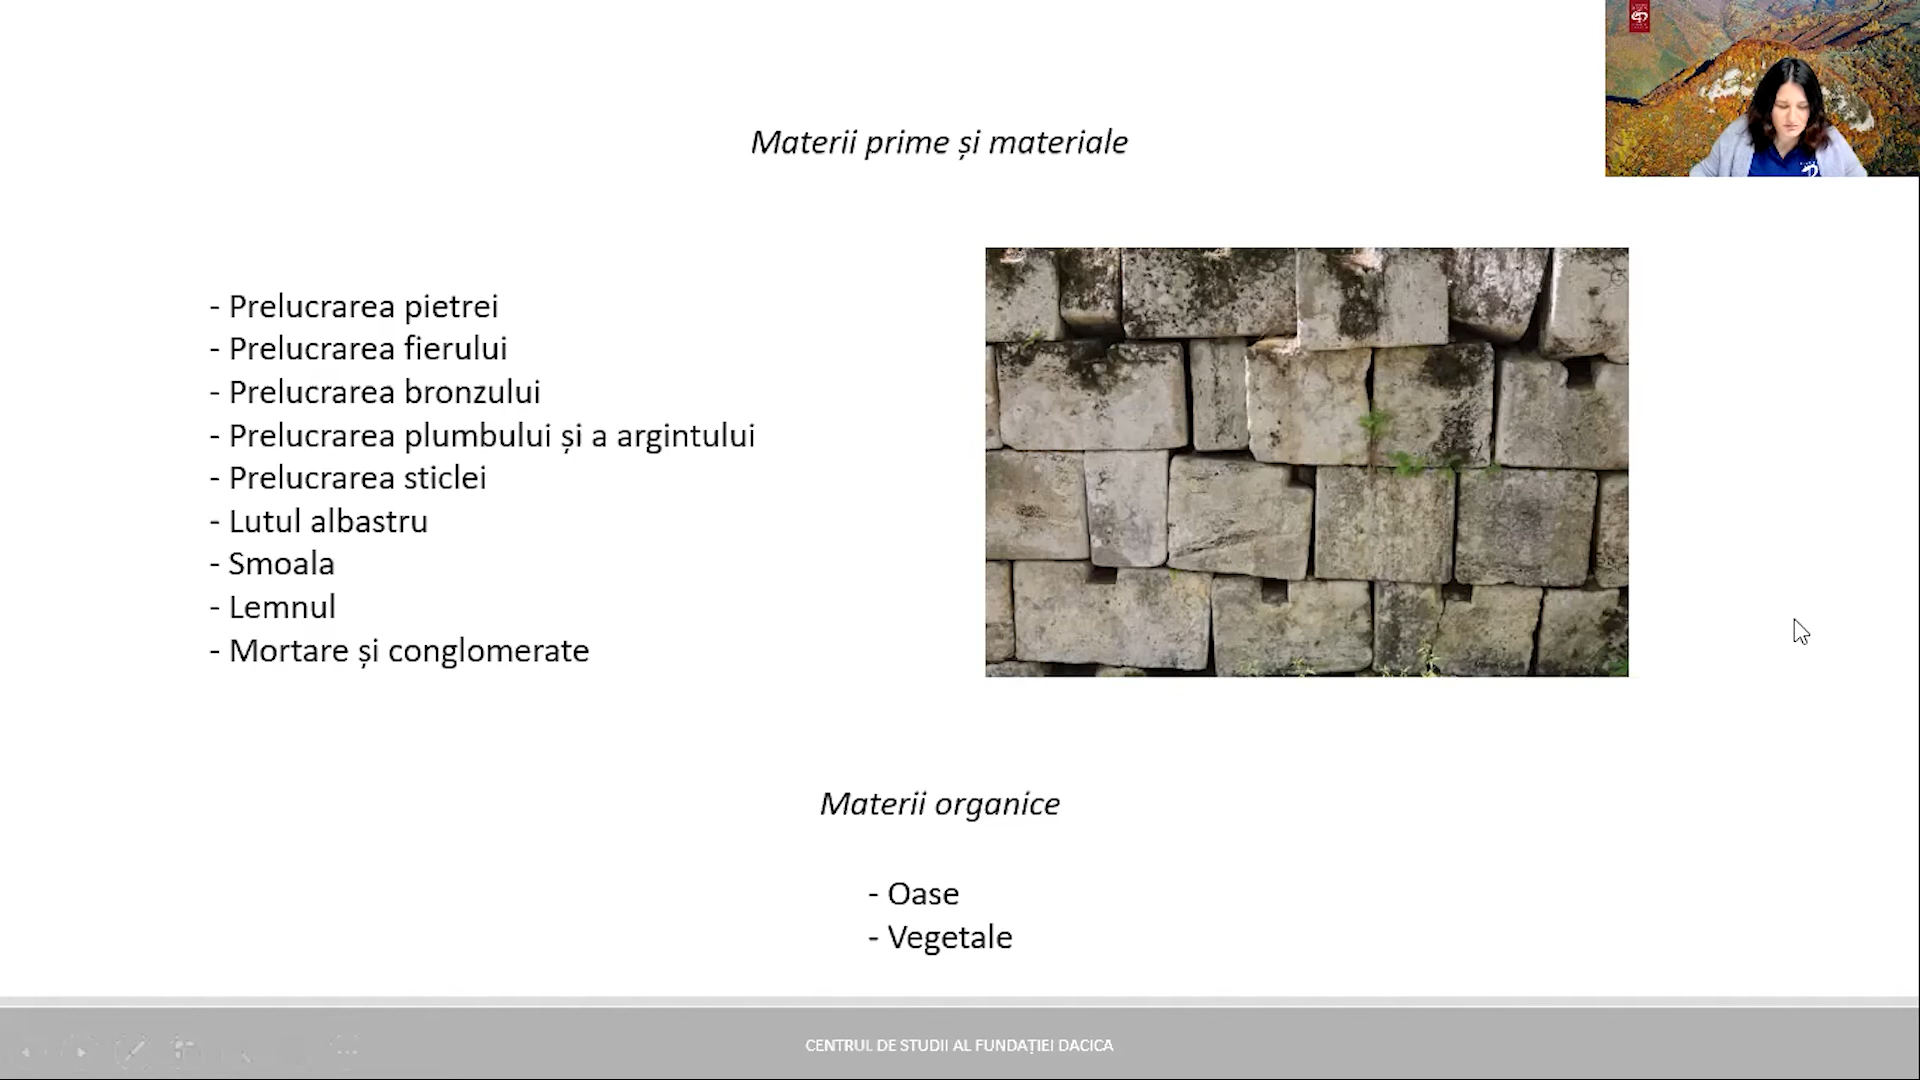 Materii prime și materiale
- Prelucrarea pietrei
- Prelucrarea fierului
- Prelucrarea bronzului
- Prelucrarea plumbului și a argintului
- Prelucrarea sticlei
- Lutul albastru
- Smoala
- Lemnul
- Mortare și conglomerate
Materii organice
- Oase
- Vegetale
CENTRUL DE STUDII AL FUNDAȚIEI DACICA